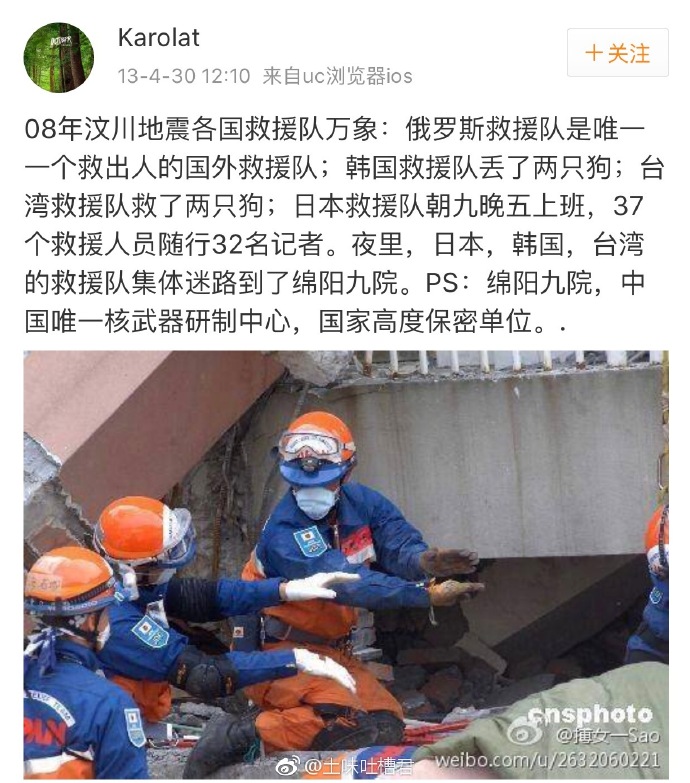 Karolat
13-4-30 12:10 来自uc浏览器ios
+关注
08年汶川地震各国救援队万象：俄罗斯救援队是唯一
一个救出人的国外救援队；韩国救援队丢了两只狗；台
湾救援队救了两只狗；日本救援队朝九晚五上班，37
个救援人员随行32名记者。夜里，日本，韩国，台湾
的救援队集体迷路到了绵阳九院。PS：绵阳九院，中
国唯一核武器研制中心，国家高度保密单位。.
cnsphoto
@搏女一Sao
weibo.com/u/2632060221
@土味吐槽君